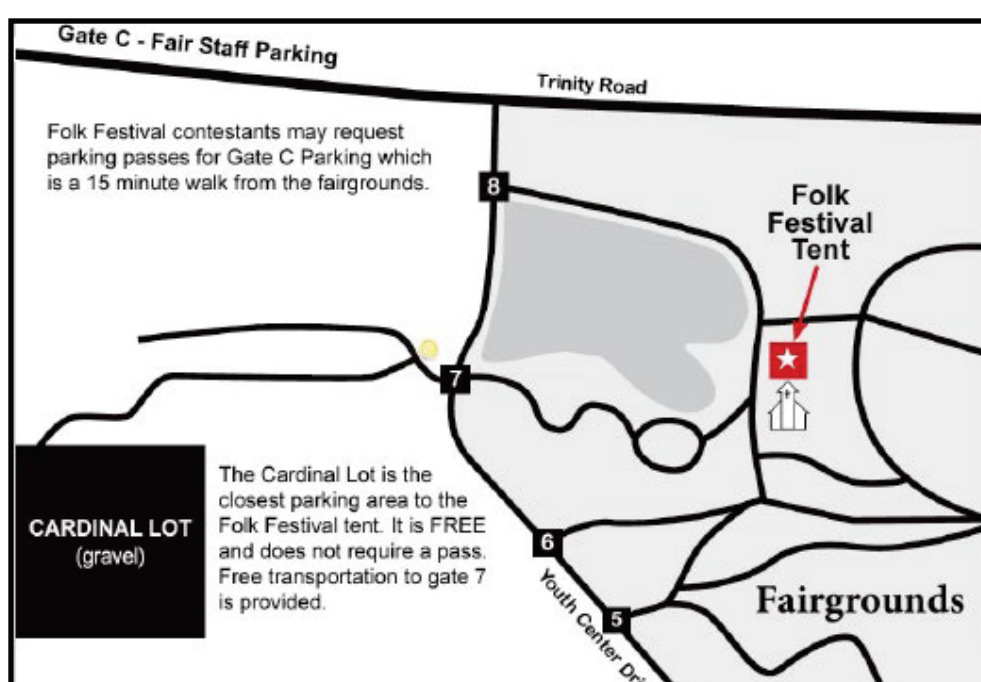 Gate C - Fair Staff Parking
Trinity Road
Folk Festival contestants may request
parking passes for Gate C Parking which
is a 15 minute walk from the fairgrounds.
8
Folk
Festival
Tent
7
CARDINAL LOT
(gravel)
The Cardinal Lot is the
closest parking area to the
Folk Festival tent. It is FREE
and does not require a pass.
Free transportation to gate 7
is provided.
6
Youth Center Dri
Fairgrounds
5